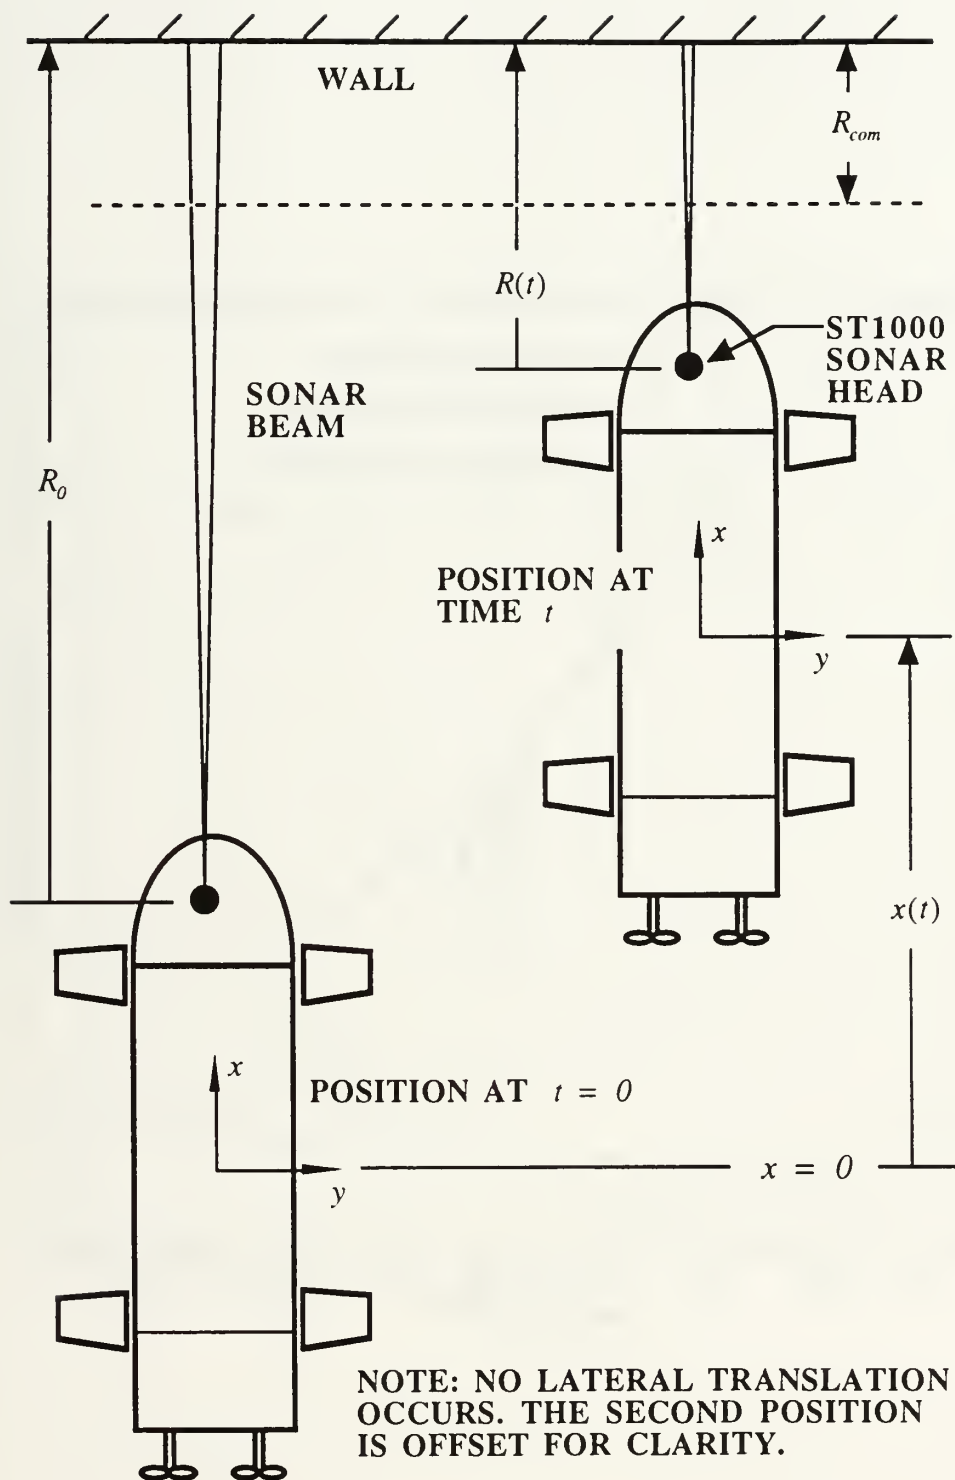 WALL
R_com
R(t)
ST1000
SONAR
HEAD
SONAR
BEAM
R_0
x
POSITION AT
TIME t
y
x(t)
x
POSITION AT t = 0
x = 0
y
NOTE: NO LATERAL TRANSLATION
OCCURS. THE SECOND POSITION
IS OFFSET FOR CLARITY.